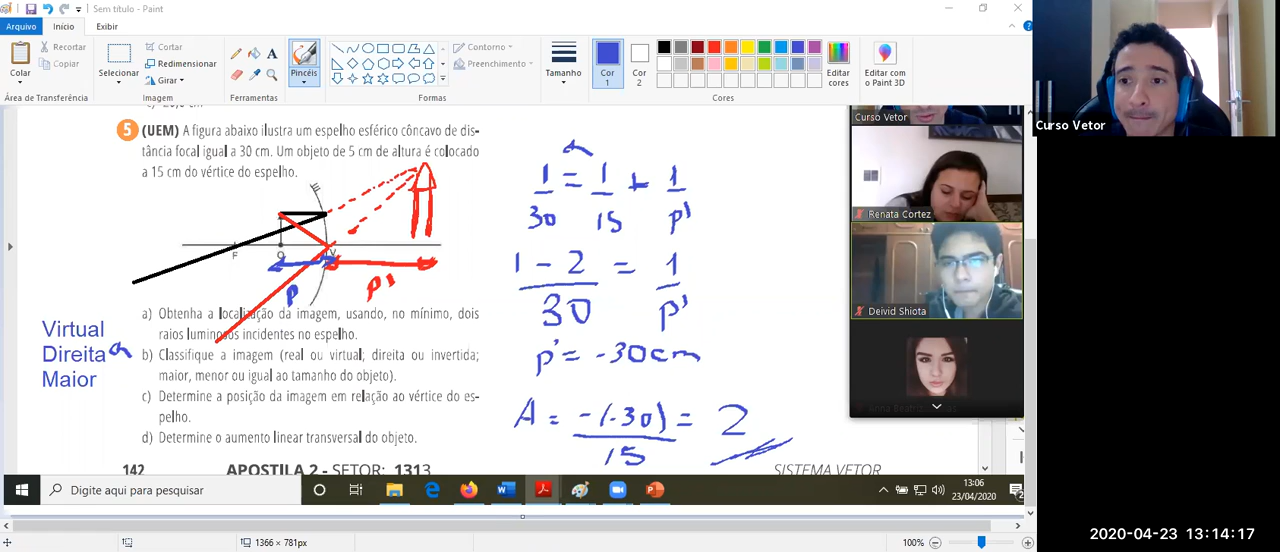 Sem título - Paint
Arquivo Início Exibir
Colar
Recortar
Copiar
Área de Transferência
Selecionar
Cortar
Redimensionar
Girar
Imagem
Ferramentas
Pincéis
Contorno
Preenchimento
Formas
Tamanho
Cor 1
Cor 2
Editar cores
Editar com o Paint 3D
Cores
5 (UEM) A figura abaixo ilustra um espelho esférico côncavo de dis-
tância focal igual a 30 cm. Um objeto de 5 cm de altura é colocado
a 15 cm do vértice do espelho.
E
F O V
P P'
a) Obtenha a localização da imagem, usando, no mínimo, dois
raios luminosos incidentes no espelho.
b) Classifique a imagem (real ou virtual; direita ou invertida;
maior, menor ou igual ao tamanho do objeto).
c) Determine a posição da imagem em relação ao vértice do es-
pelho.
d) Determine o aumento linear transversal do objeto.
Virtual
Direita
Maior
1/30 = 1/15 + 1/p'
1 - 2/30 = 1/p'
p' = -30cm
A = -(-30)/15 = 2
142 APOSTILA 2 - SETOR: 1313 SISTEMA VETOR
Curso Vetor
Renata Cortez
Deivid Shiota
Curso Vetor
Digite aqui para pesquisar
13:06
23/04/2020
1366 × 781px
100%
2020-04-23 13:14:17